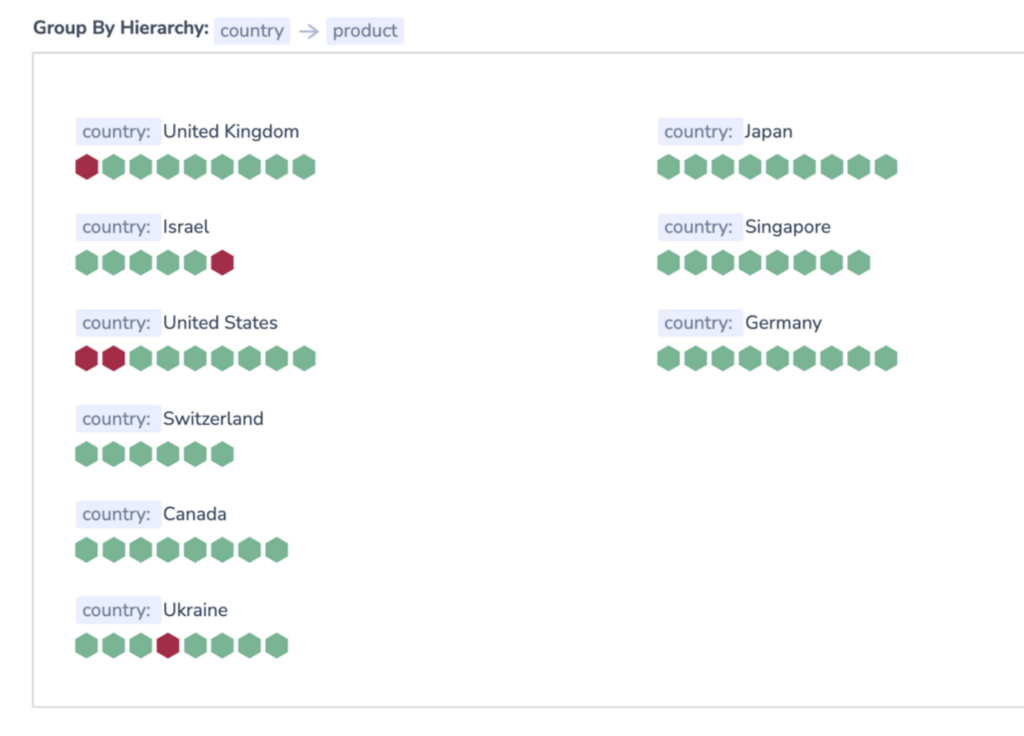 Group By Hierarchy: country → product
country: United Kingdom
country: Israel
country: United States
country: Switzerland
country: Canada
country: Ukraine
country: Japan
country: Singapore
country: Germany